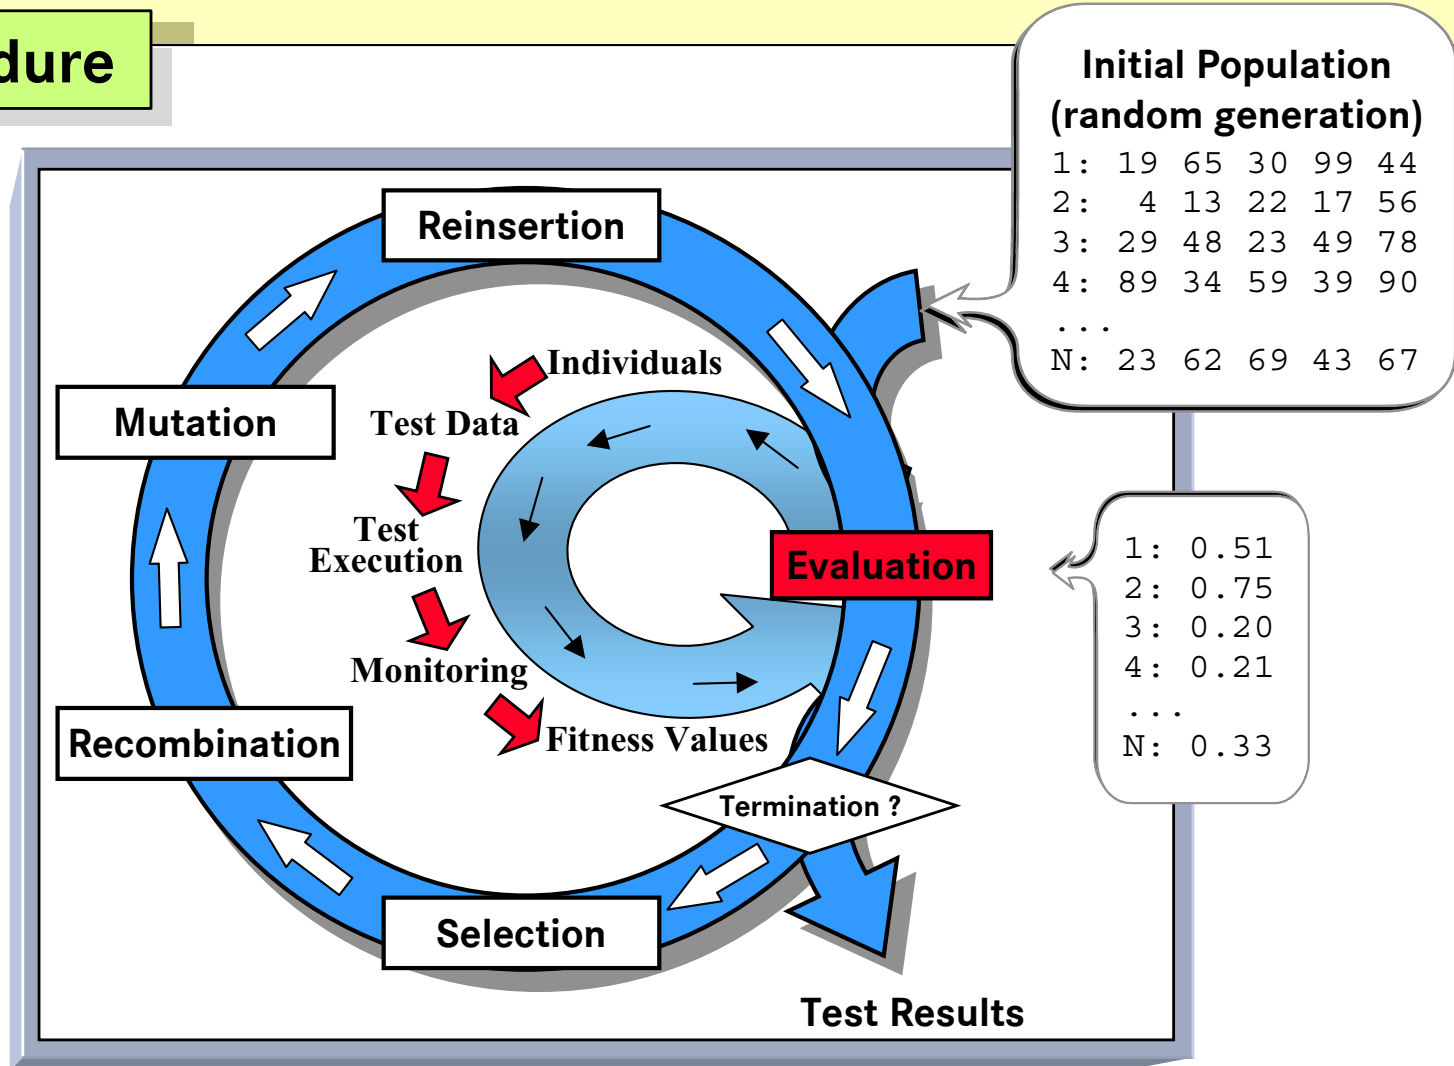 dure
Initial Population
(random generation)
1: 19 65 30 99 44
2: 4 13 22 17 56
3: 29 48 23 49 78
4: 89 34 59 39 90
...
N: 23 62 69 43 67
Reinsertion
Individuals
Mutation
Test Data
Test
Execution
Evaluation
1: 0.51
2: 0.75
3: 0.20
4: 0.21
...
N: 0.33
Monitoring
Recombination
Fitness Values
Termination ?
Selection
Test Results